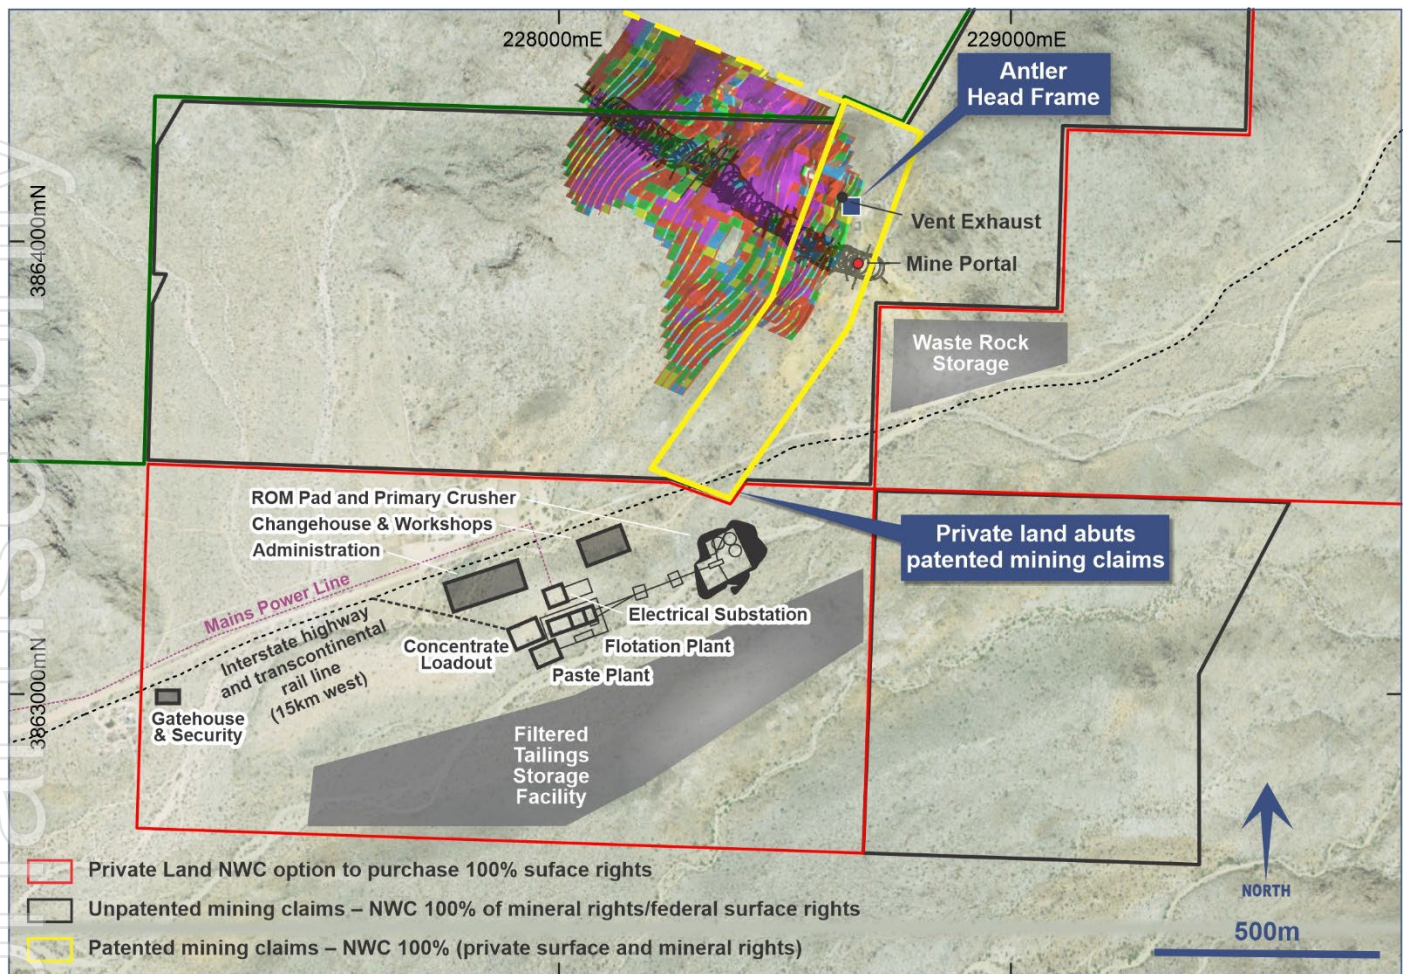 228000mE
229000mE
Antler
Head Frame
3864000mN
Vent Exhaust
Mine Portal
Waste Rock
Storage
ROM Pad and Primary Crusher
Changehouse & Workshops
Administration
Private land abuts
patented mining claims
Mains Power Line
Electrical Substation
Interstate highway
and transcontinental
rail line
(15km west)
Concentrate
Loadout
Flotation Plant
Paste Plant
3863000mN
Gatehouse
& Security
Filtered
Tailings
Storage
Facility
Private Land NWC option to purchase 100% suface rights
Unpatented mining claims – NWC 100% of mineral rights/federal surface rights
Patented mining claims – NWC 100% (private surface and mineral rights)
NORTH
500m